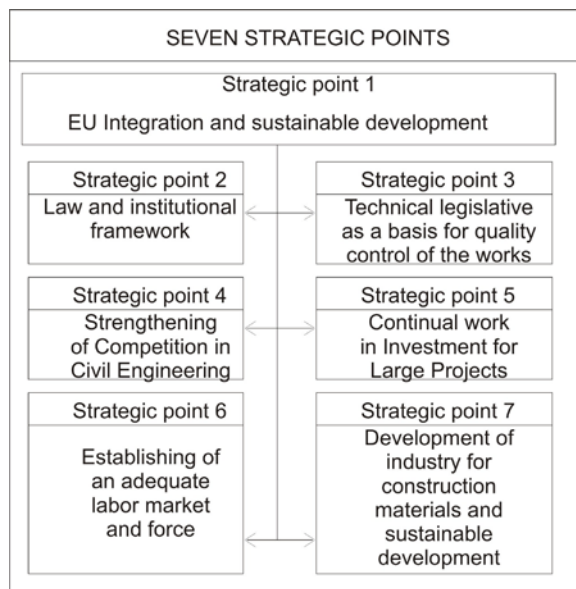 SEVEN STRATEGIC POINTS
Strategic point 1
EU Integration and sustainable development
Strategic point 2
Law and institutional
framework
Strategic point 3
Technical legislative
as a basis for quality
control of the works
Strategic point 4
Strengthening
of Competition in
Civil Engineering
Strategic point 5
Continual work
in Investment for
Large Projects
Strategic point 6
Establishing of
an adequate
labor market
and force
Strategic point 7
Development of
industry for
construction
materials and
sustainable
development